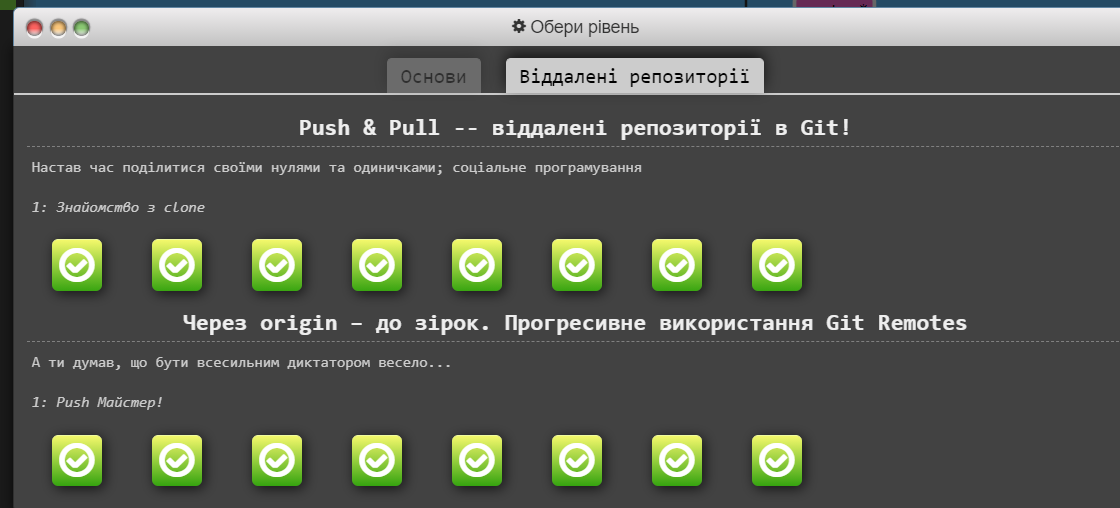 Обери рівень
Основи
Віддалені репозиторії
Push & Pull -- віддалені репозиторії в Git!
Настав час поділитися своїми нулями та одиничками; соціальне програмування
1: Знайомство з clone
Через origin – до зірок. Прогресивне використання Git Remotes
А ти думав, що бути всесильним диктатором весело...
1: Push Майстер!